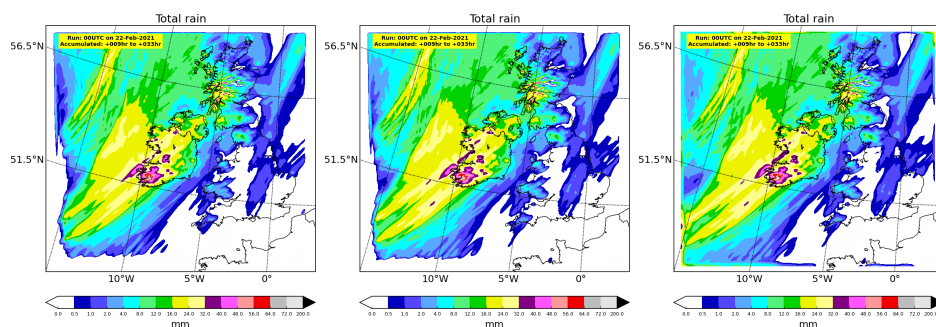 Total rain
Run: 00UTC on 22-Feb-2021
Accumulated: +009hr to +033hr
56.5°N
51.5°N
10°W
5°W
0°
0.0 0.5 1.0 2.0 4.0 8.0 12.0 16.0 24.0 32.0 40.0 48.0 56.0 64.0 72.0 200.0
mm
Total rain
Run: 00UTC on 22-Feb-2021
Accumulated: +009hr to +033hr
56.5°N
51.5°N
10°W
5°W
0°
0.0 0.5 1.0 2.0 4.0 8.0 12.0 16.0 24.0 32.0 40.0 48.0 56.0 64.0 72.0 200.0
mm
Total rain
Run: 00UTC on 22-Feb-2021
Accumulated: +009hr to +033hr
56.5°N
51.5°N
10°W
5°W
0°
0.0 0.5 1.0 2.0 4.0 8.0 12.0 16.0 24.0 32.0 40.0 48.0 56.0 64.0 72.0 200.0
mm